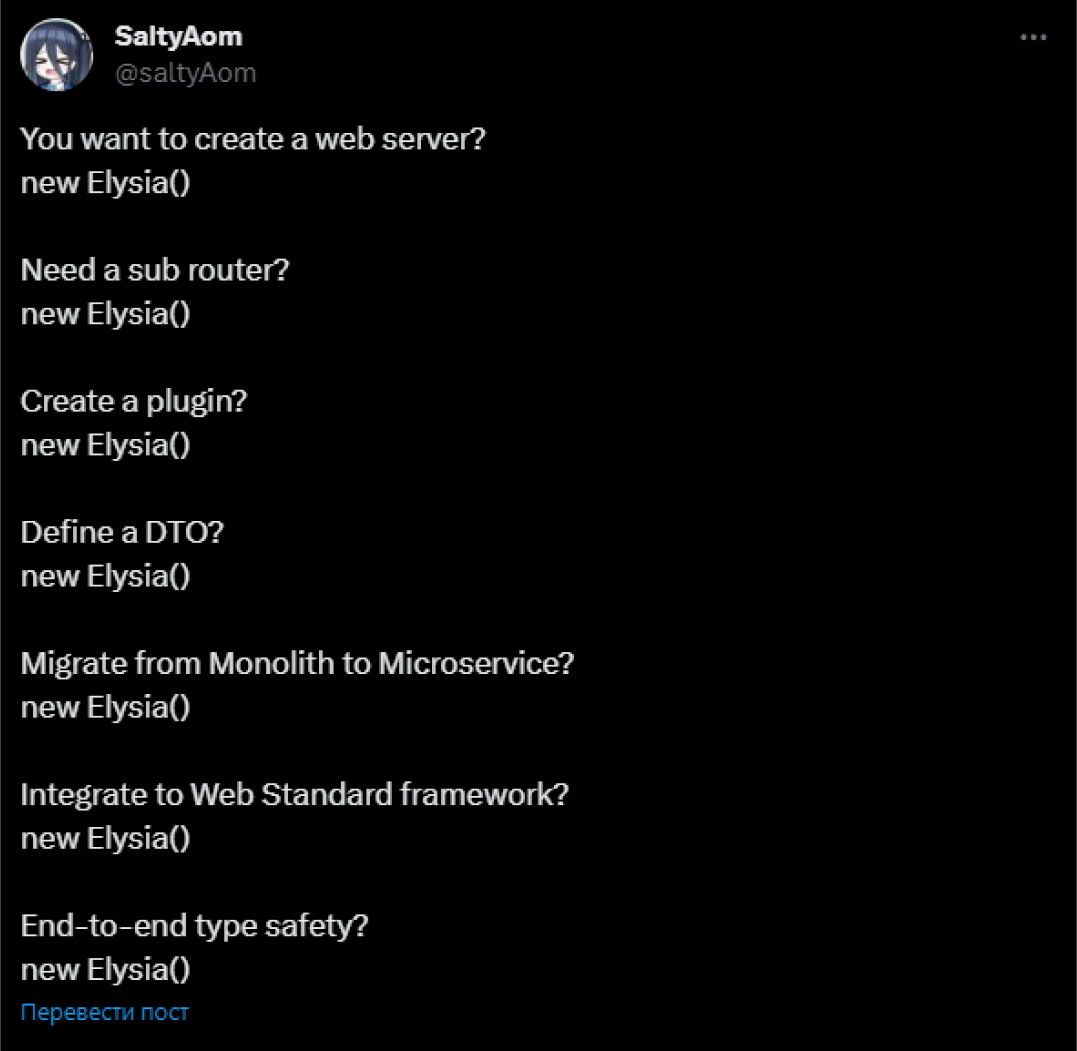 SaltyAom
@saltyAom
You want to create a web server?
new Elysia()
Need a sub router?
new Elysia()
Create a plugin?
new Elysia()
Define a DTO?
new Elysia()
Migrate from Monolith to Microservice?
new Elysia()
Integrate to Web Standard framework?
new Elysia()
End-to-end type safety?
new Elysia()
Перевести пост